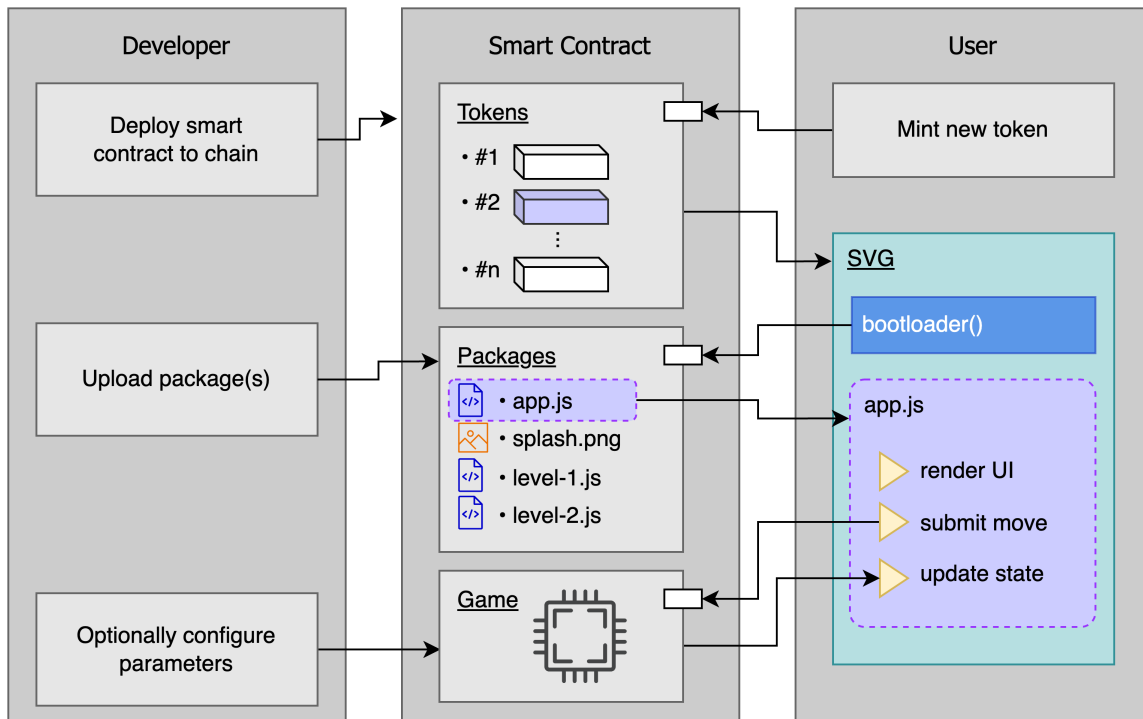 Developer
Deploy smart
contract to chain
Upload package(s)
Optionally configure
parameters
Smart Contract
Tokens
• #1
• #2
⋮
• #n
Packages
</> • app.js
• splash.png
</> • level-1.js
</> • level-2.js
Game
User
Mint new token
SVG
bootloader()
app.js
render UI
submit move
update state